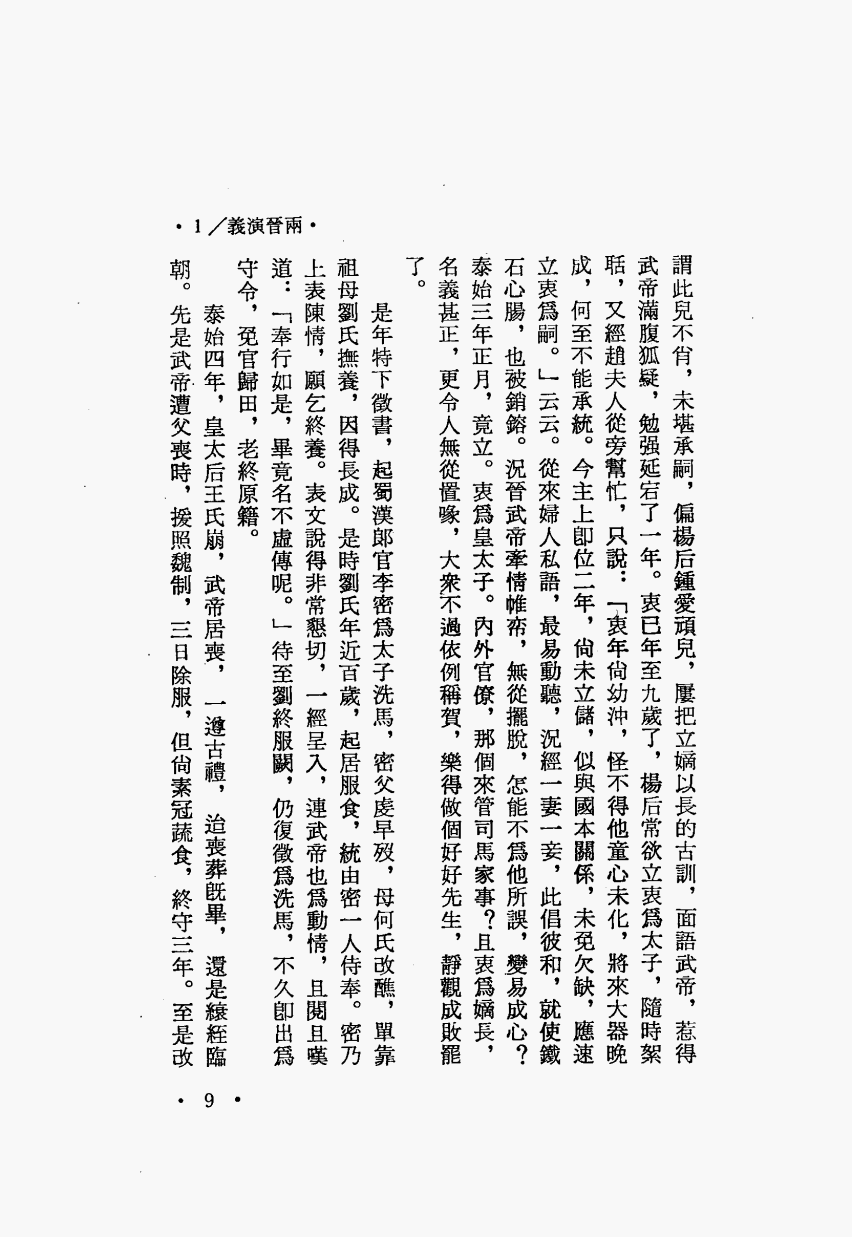 ・1／義演晉兩・
謂此兒不肖，未堪承嗣，偏楊后鍾愛頑兒，屢把立嫡以長的古訓，面語武帝，惹得
武帝滿腹狐疑，勉强延宕了一年。衷已年至九歲了，楊后常欲立衷爲太子，隨時絮
聒，又經趙夫人從旁幫忙，只說：「衷年尙幼沖，怪不得他童心未化，將來大器晚
成，何至不能承統。今主上卽位二年，尙未立儲，似與國本關係，未免欠缺，應速
立衷爲嗣。」云云。從來婦人私語，最易動聽，況經一妻一妾，此倡彼和，就使鐵
石心腸，也被銷鎔。況晉武帝牽情帷帟，無從擺脫，怎能不爲他所誤，變易成心？
泰始三年正月，竟立。衷爲皇太子。內外官僚，那個來管司馬家事？且衷爲嫡長，
名義甚正，更令人無從置喙，大衆不過依例稱賀，樂得做個好好先生，靜觀成敗罷
了。
是年特下徵書，起蜀漢郎官李密爲太子洗馬，密父虔早歿，母何氏改醮，單靠
祖母劉氏撫養，因得長成。是時劉氏年近百歲，起居服食，統由密一人侍奉。密乃
上表陳情，願乞終養。表文說得非常懇切，一經呈入，連武帝也爲動情，且閱且嘆
道：「奉行如是，畢竟名不虛傳呢。」待至劉終服闕，仍復徵爲洗馬，不久卽出爲
守令，免官歸田，老終原籍。
泰始四年，皇太后王氏崩，武帝居喪，一遵古禮，迨喪葬旣畢，還是縗絰臨
朝。先是武帝遭父喪時，援照魏制，三日除服，但尙素冠蔬食，終守三年。至是改
・9・